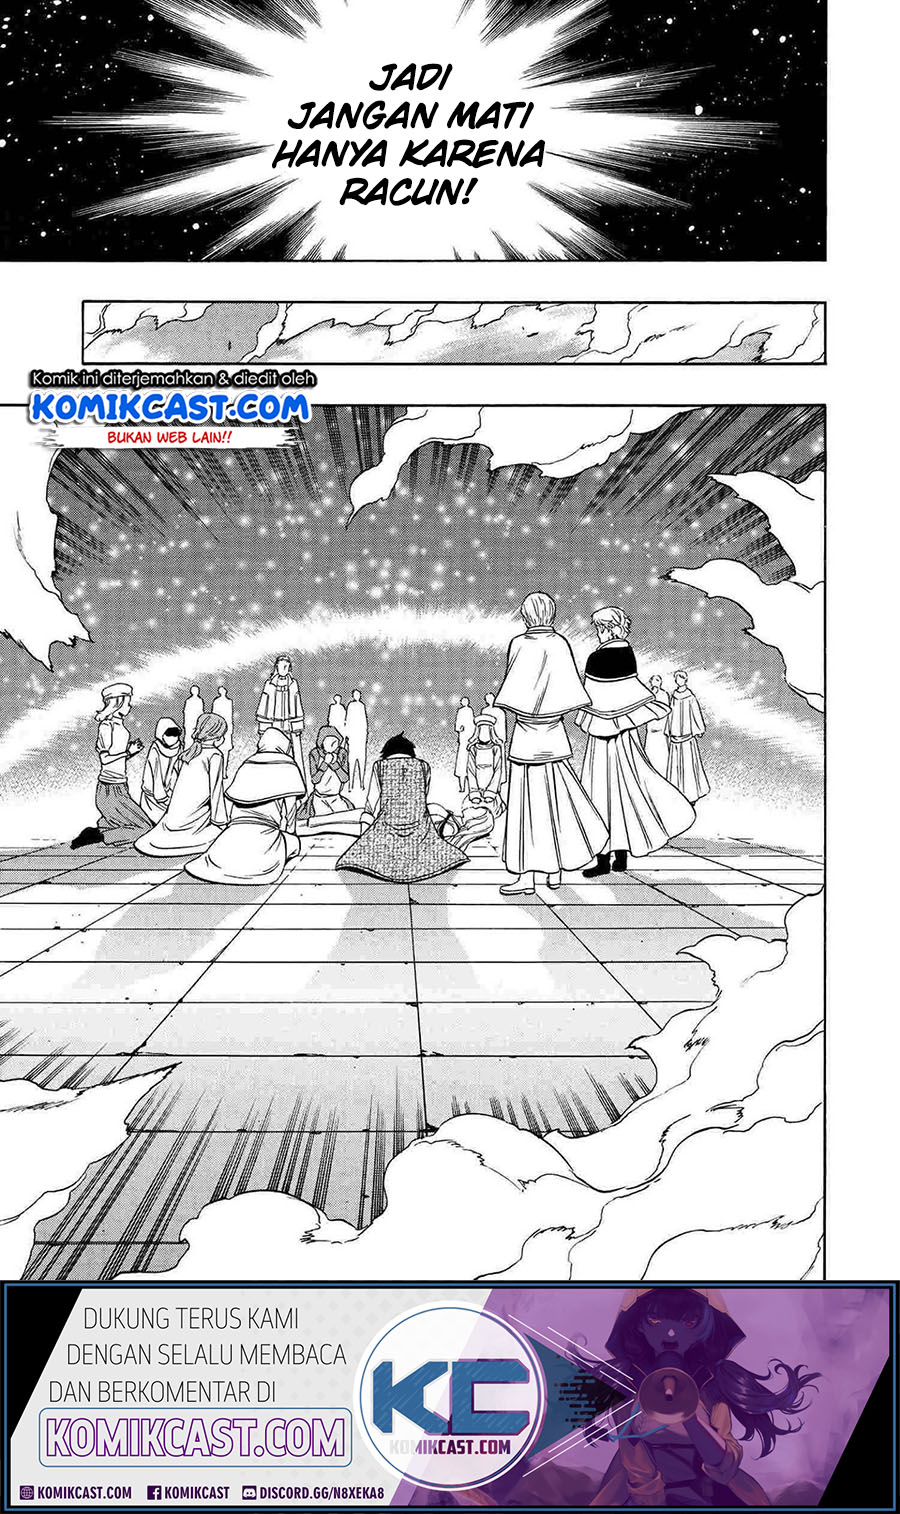 JADI
JANGAN MATI
HANYA KARENA
RACUN!
Komik ini diterjemahkan & diedit oleh
KOMIKCAST.COM
BUKAN WEB LAIN!!
DUKUNG TERUS KAMI
DENGAN SELALU MEMBACA
DAN BERKOMENTAR DI
KOMIKCAST.COM
KC
KOMIKCAST.COM
KOMIKCAST.COM KOMIKCAST DISCORD.GG/N8XEKA8